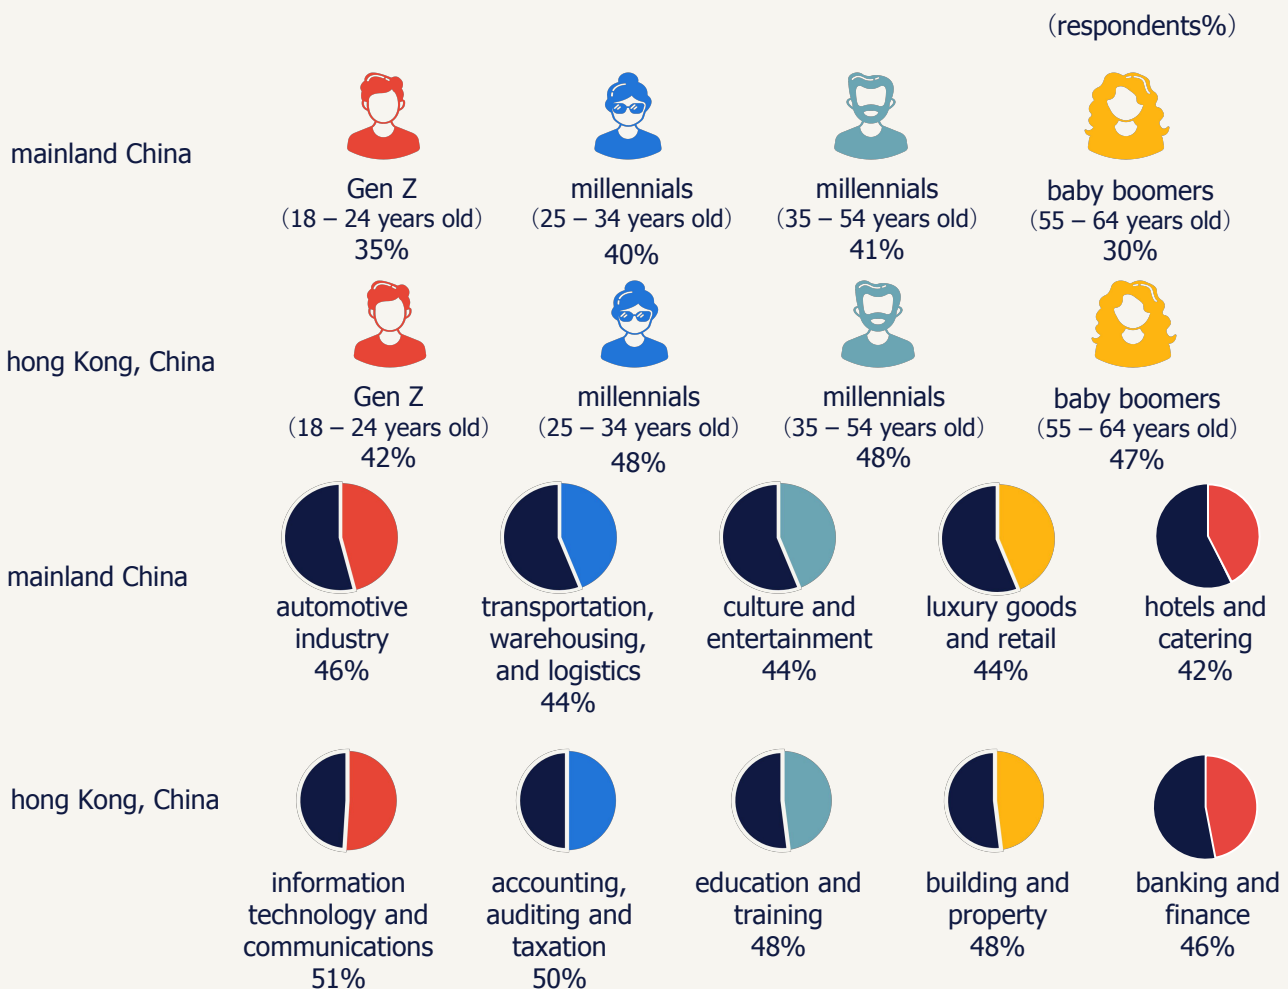 (respondents%)
mainland China
Gen Z
(18 – 24 years old)
35%
millennials
(25 – 34 years old)
40%
millennials
(35 – 54 years old)
41%
baby boomers
(55 – 64 years old)
30%
hong Kong, China
Gen Z
(18 – 24 years old)
42%
millennials
(25 – 34 years old)
48%
millennials
(35 – 54 years old)
48%
baby boomers
(55 – 64 years old)
47%
mainland China
automotive
industry
46%
transportation,
warehousing,
and logistics
44%
culture and
entertainment
44%
luxury goods
and retail
44%
hotels and
catering
42%
hong Kong, China
information
technology and
communications
51%
accounting,
auditing and
taxation
50%
education and
training
48%
building and
property
48%
banking and
finance
46%